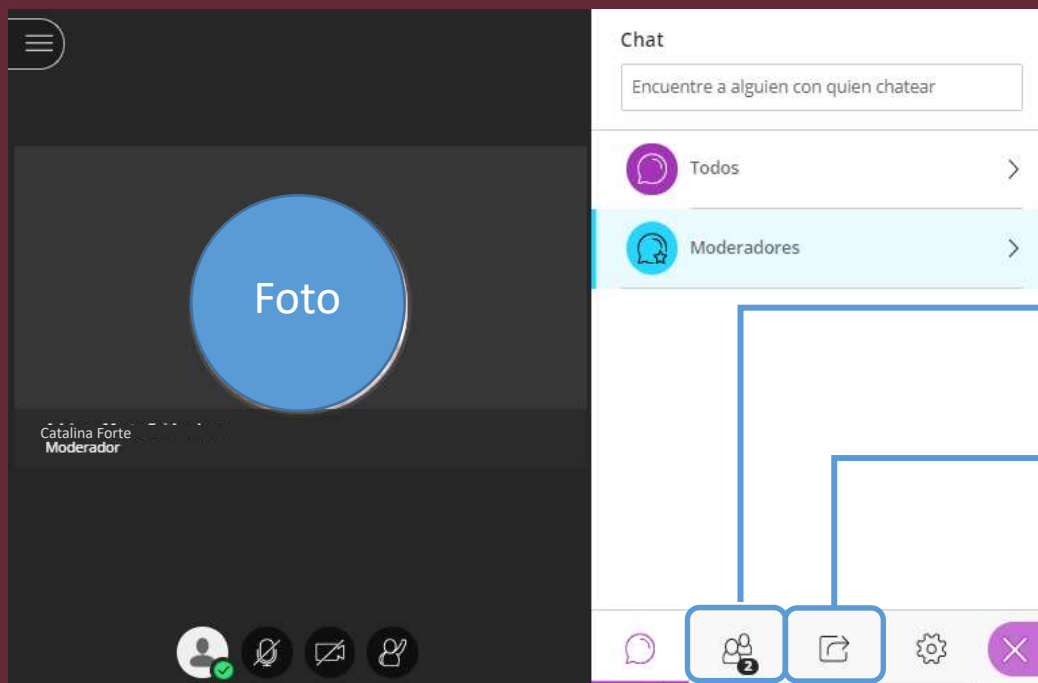 Chat
Encuentre a alguien con quien chatear
Todos
Moderadores
Foto
Catalina Forte
Moderador
2